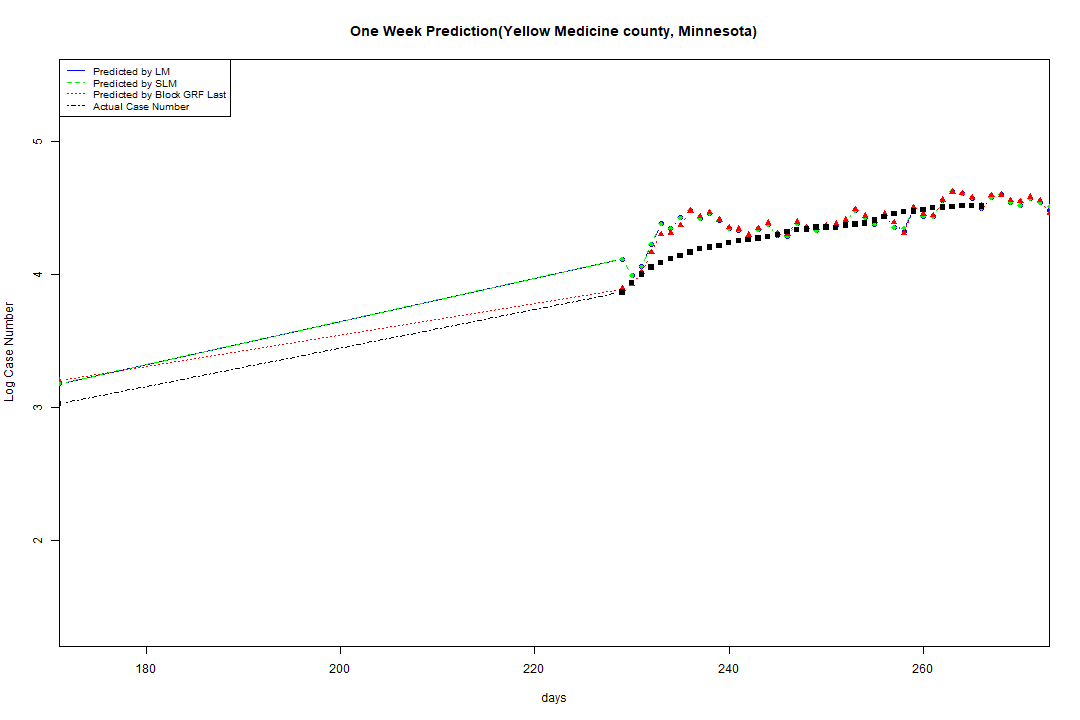 One Week Prediction(Yellow Medicine county, Minnesota)
Predicted by LM
Predicted by SLM
Predicted by Block GRF Last
Actual Case Number
5
4
3
2
Log Case Number
180 200 220 240 260
days